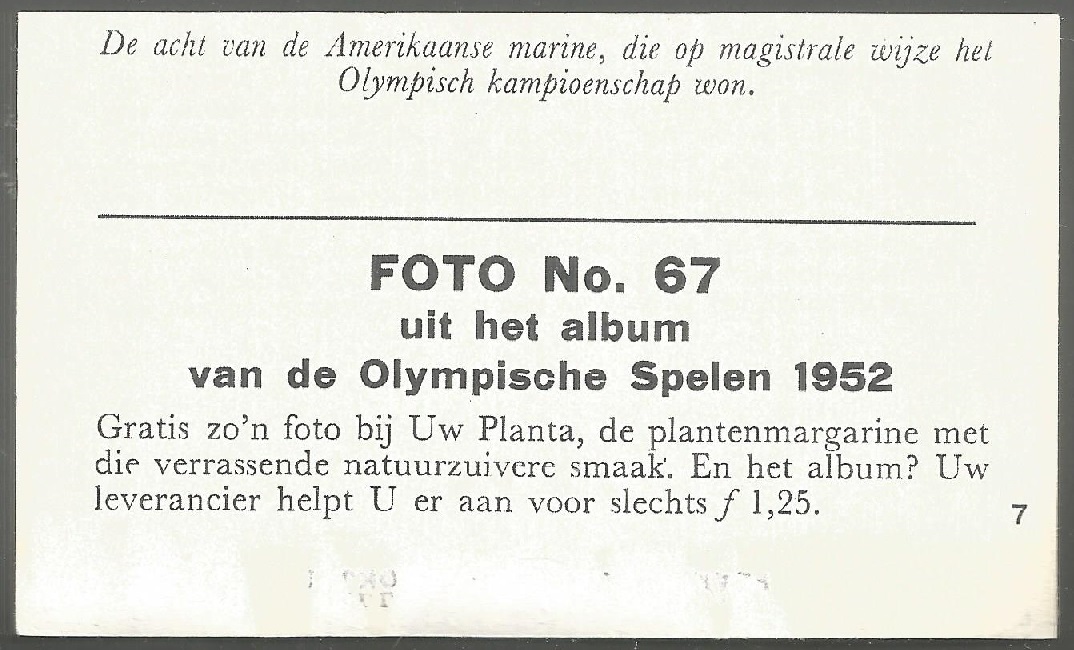 De acht van de Amerikaanse marine, die op magistrale wijze het
Olympisch kampioenschap won.
FOTO No. 67
uit het album
van de Olympische Spelen 1952
Gratis zo'n foto bij Uw Planta, de plantenmargarine met
die verrassende natuurzuivere smaak. En het album? Uw
leverancier helpt U er aan voor slechts f 1,25.
7